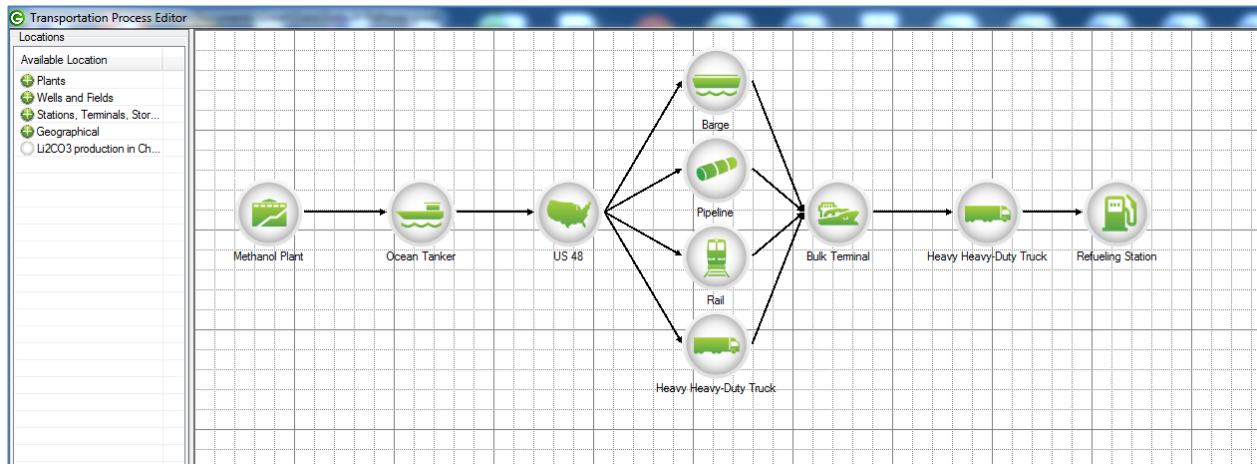 Transportation Process Editor
Locations
Available Location
Plants
Wells and Fields
Stations, Terminals, Stor...
Geographical
Li2CO3 production in Ch...
Barge
Pipeline
Methanol Plant
Ocean Tanker
US 48
Bulk Terminal
Heavy Heavy-Duty Truck
Refueling Station
Rail
Heavy Heavy-Duty Truck